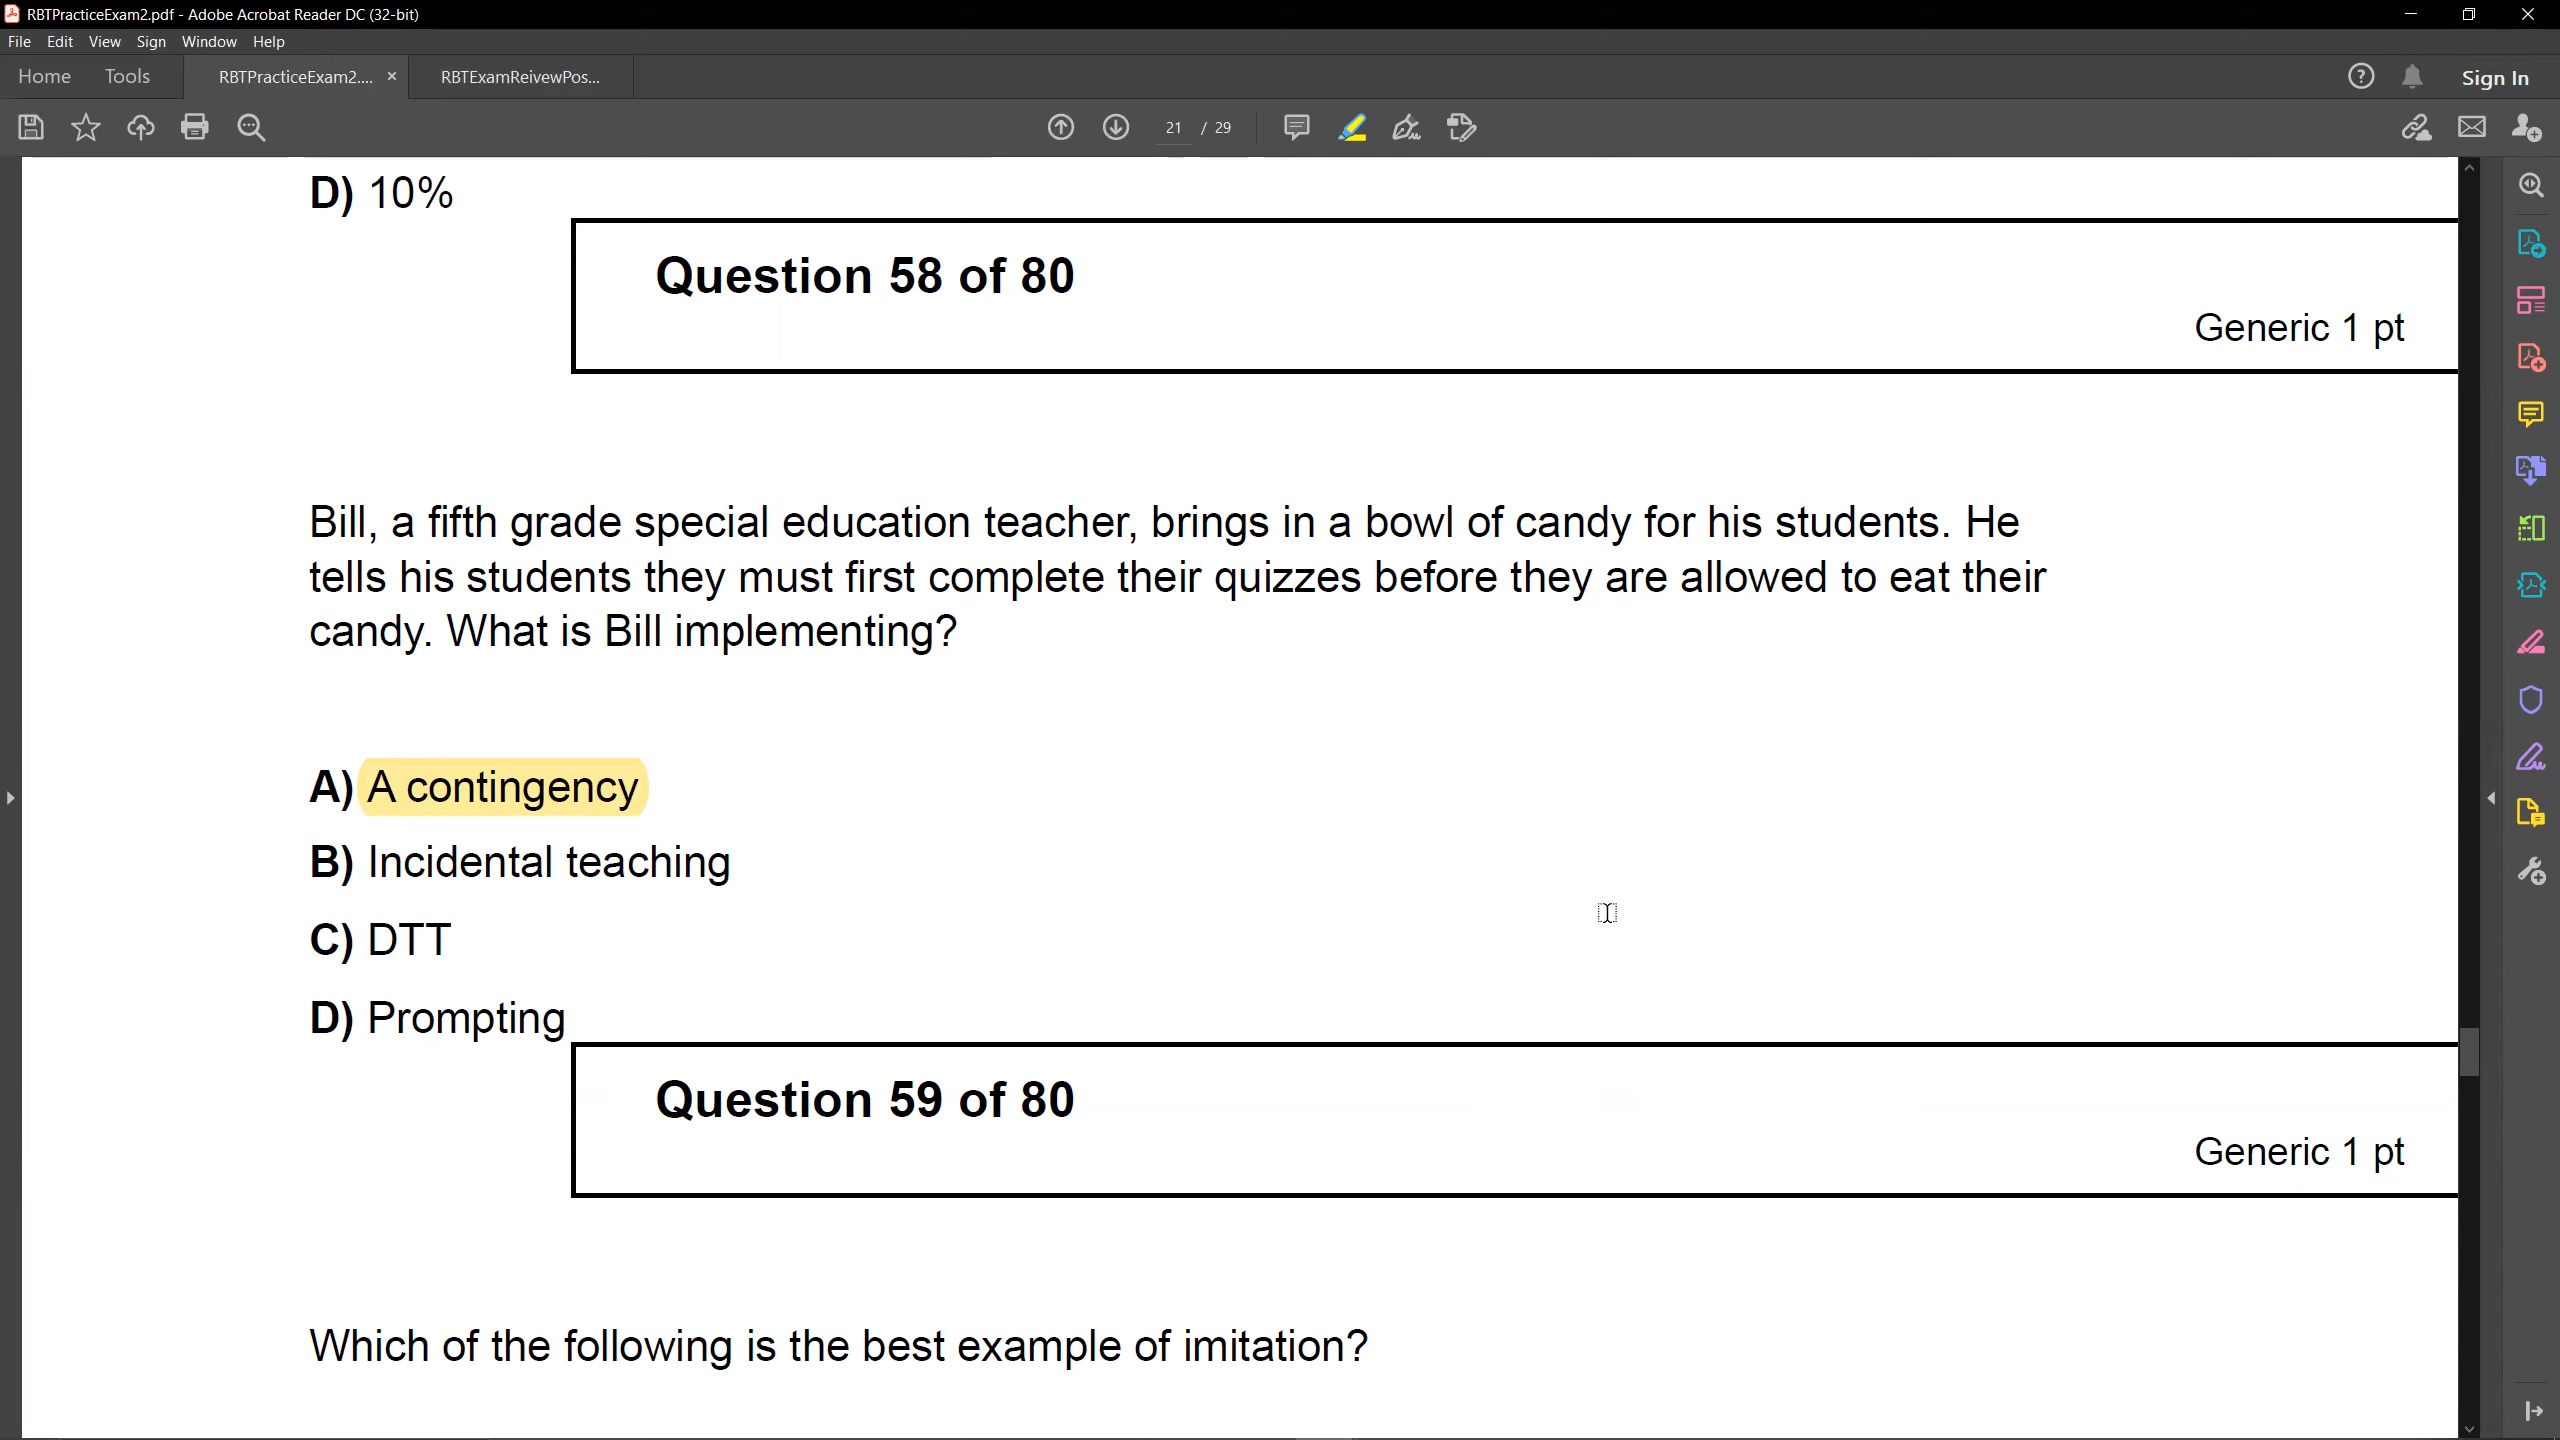 RBTPracticeExam2.pdf - Adobe Acrobat Reader DC (32-bit)
File Edit View Sign Window Help
Home Tools RBTPracticeExam2.... × RBTExamReivewPos... Sign In
21 / 29
D) 10%
Question 58 of 80
Generic 1 pt
Bill, a fifth grade special education teacher, brings in a bowl of candy for his students. He
tells his students they must first complete their quizzes before they are allowed to eat their
candy. What is Bill implementing?
A) A contingency
B) Incidental teaching
C) DTT
D) Prompting
Question 59 of 80
Generic 1 pt
Which of the following is the best example of imitation?